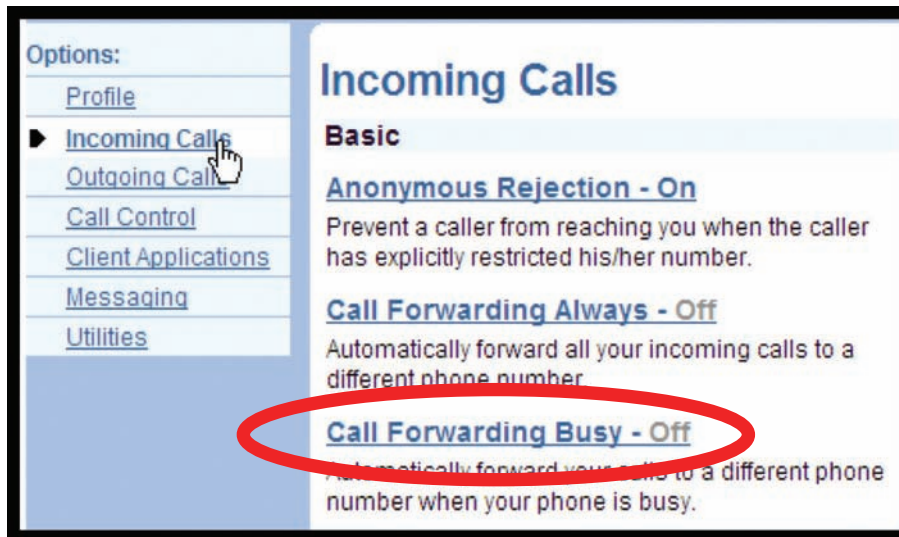 Options:
Profile
Incoming Calls
Outgoing Calls
Call Control
Client Applications
Messaging
Utilities
Incoming Calls
Basic
Anonymous Rejection - On
Prevent a caller from reaching you when the caller
has explicitly restricted his/her number.
Call Forwarding Always - Off
Automatically forward all your incoming calls to a
different phone number.
Call Forwarding Busy - Off
Automatically forward your calls to a different phone
number when your phone is busy.